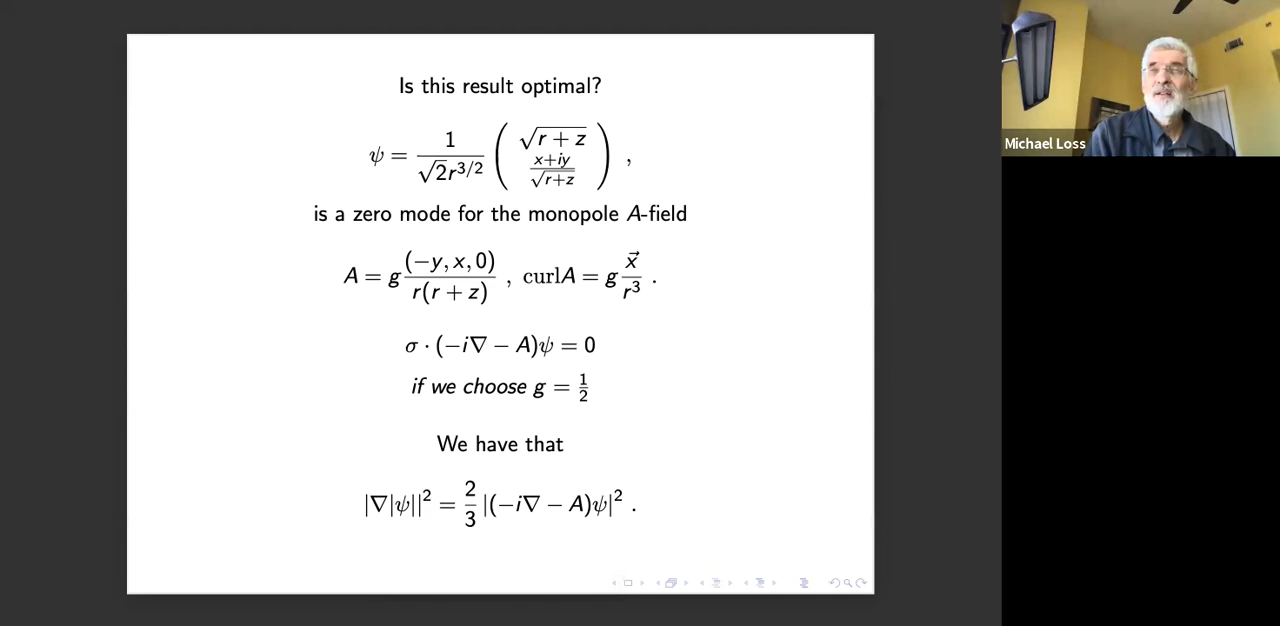 Is this result optimal?
ψ = 1/(√2r^{3/2}) ( √(r + z) ; (x+iy)/√(r+z) ) ,
is a zero mode for the monopole A-field
A = g (−y, x, 0)/(r(r + z)) , curlA = g x⃗/r³ .
σ · (−i∇ − A)ψ = 0
if we choose g = 1/2
We have that
|∇|ψ||² = 2/3 |(−i∇ − A)ψ|² .
Michael Loss